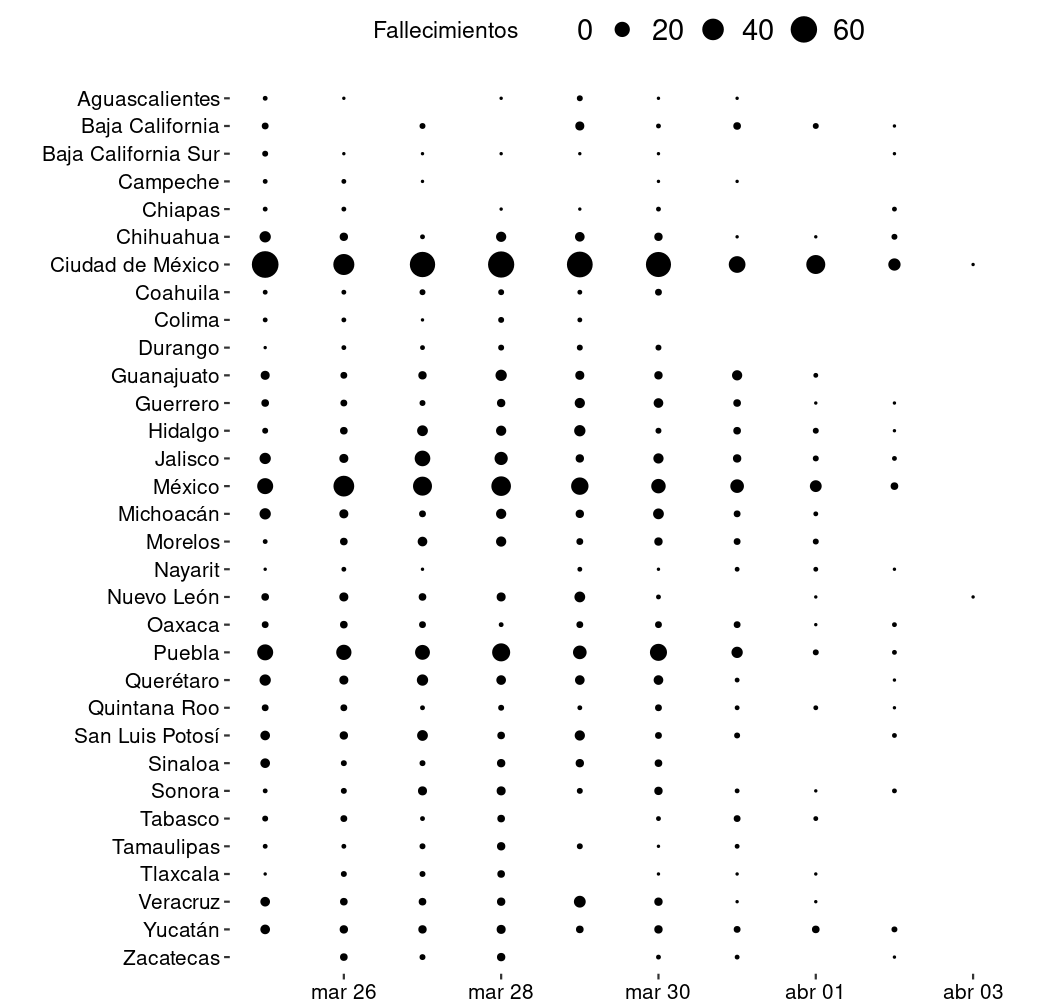 Fallecimientos 0 20 40 60
Aguascalientes
Baja California
Baja California Sur
Campeche
Chiapas
Chihuahua
Ciudad de México
Coahuila
Colima
Durango
Guanajuato
Guerrero
Hidalgo
Jalisco
México
Michoacán
Morelos
Nayarit
Nuevo León
Oaxaca
Puebla
Querétaro
Quintana Roo
San Luis Potosí
Sinaloa
Sonora
Tabasco
Tamaulipas
Tlaxcala
Veracruz
Yucatán
Zacatecas
mar 26 mar 28 mar 30 abr 01 abr 03